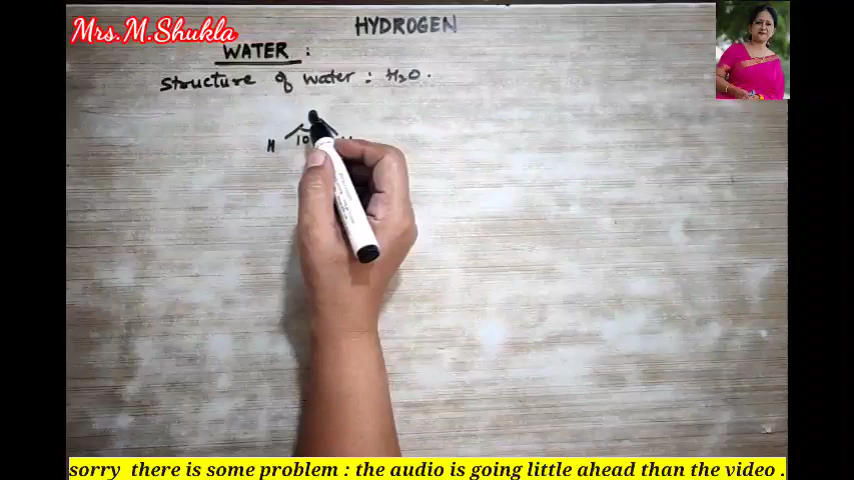 Mrs.M.Shukla
HYDROGEN
WATER :
Structure of water : H₂O.
H 10
sorry there is some problem : the audio is going little ahead than the video .